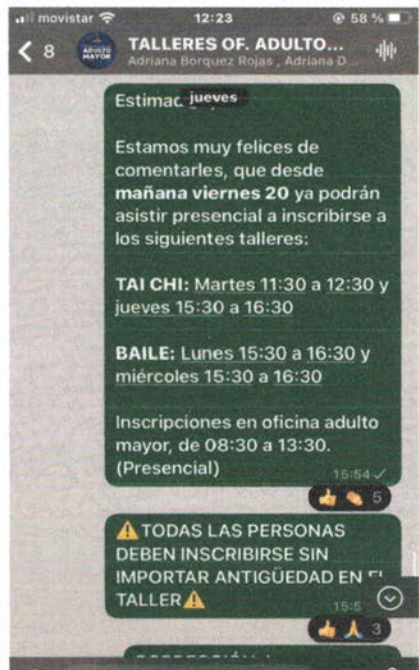 movistar 12:23 58 %
8 ADULTO MAYOR TALLERES OF. ADULTO...
Adriana Borquez Rojas , Adriana D...
jueves
Estamos muy felices de
comentarles, que desde
mañana viernes 20 ya podrán
asistir presencial a inscribirse a
los siguientes talleres:
TAI CHI: Martes 11:30 a 12:30 y
jueves 15:30 a 16:30
BAILE: Lunes 15:30 a 16:30 y
miércoles 15:30 a 16:30
Inscripciones en oficina adulto
mayor, de 08:30 a 13:30.
(Presencial)
15:54
5
TODAS LAS PERSONAS
DEBEN INSCRIBIRSE SIN
IMPORTAR ANTIGÜEDAD EN EL
TALLER
3